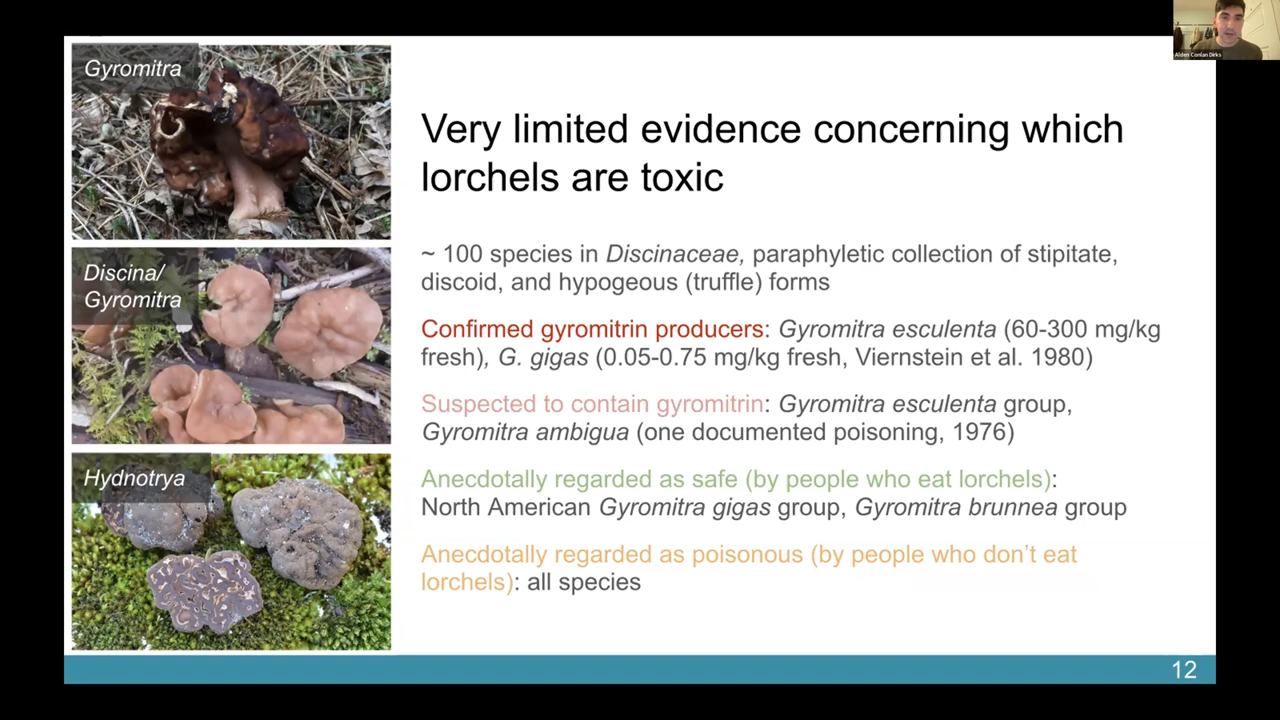 Gyromitra
Discina/
Gyromitra
Hydnotrya
Very limited evidence concerning which
lorchels are toxic
~ 100 species in Discinaceae, paraphyletic collection of stipitate,
discoid, and hypogeous (truffle) forms
Confirmed gyromitrin producers: Gyromitra esculenta (60-300 mg/kg
fresh), G. gigas (0.05-0.75 mg/kg fresh, Viernstein et al. 1980)
Suspected to contain gyromitrin: Gyromitra esculenta group,
Gyromitra ambigua (one documented poisoning, 1976)
Anecdotally regarded as safe (by people who eat lorchels):
North American Gyromitra gigas group, Gyromitra brunnea group
Anecdotally regarded as poisonous (by people who don't eat
lorchels): all species
12
Alden Conlan Dirks